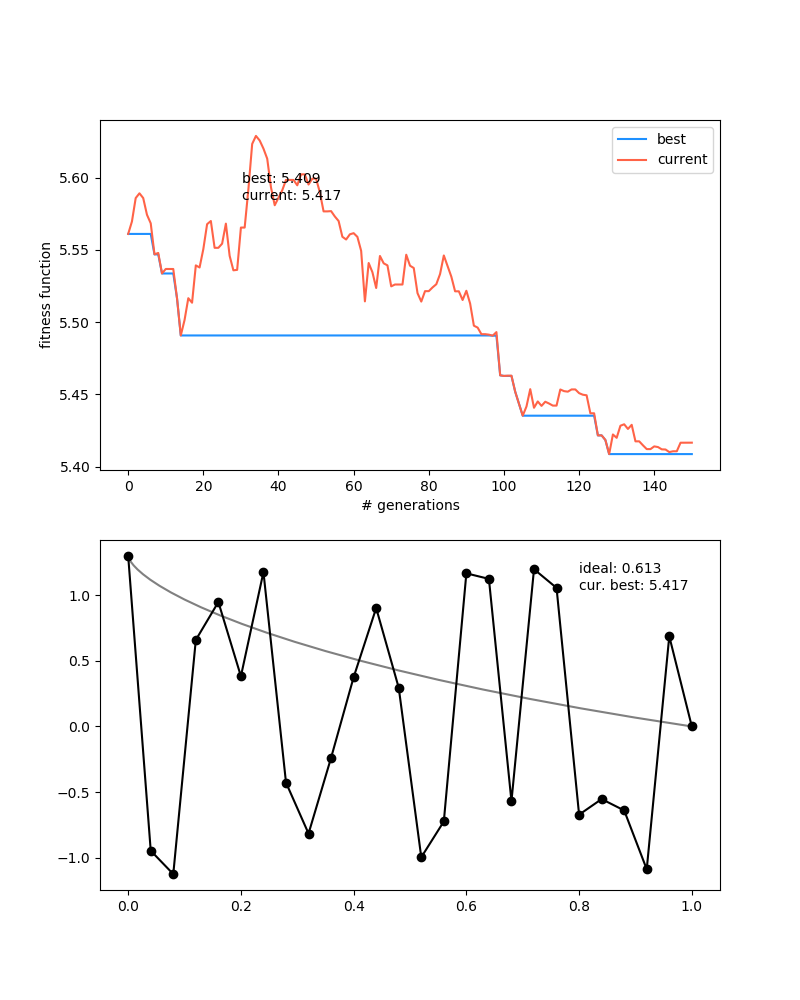 best
current
5.60
best: 5.409
current: 5.417
5.55
5.50
5.45
5.40
fitness function
0 20 40 60 80 100 120 140
# generations
ideal: 0.613
cur. best: 5.417
1.0
0.5
0.0
−0.5
−1.0
0.0 0.2 0.4 0.6 0.8 1.0